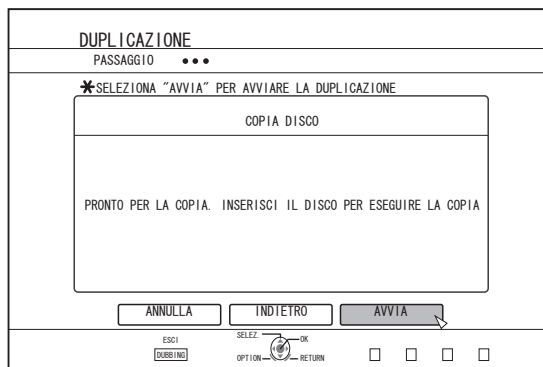 DUPLICAZIONE
PASSAGGIO
SELEZIONA "AVVIA" PER AVVIARE LA DUPLICAZIONE
COPIA DISCO
PRONTO PER LA COPIA. INSERISCI IL DISCO PER ESEGUIRE LA COPIA
ANNULLA INDIETRO AVVIA
ESCI
DUBBING
SELEZ. OK
OPTION RETURN